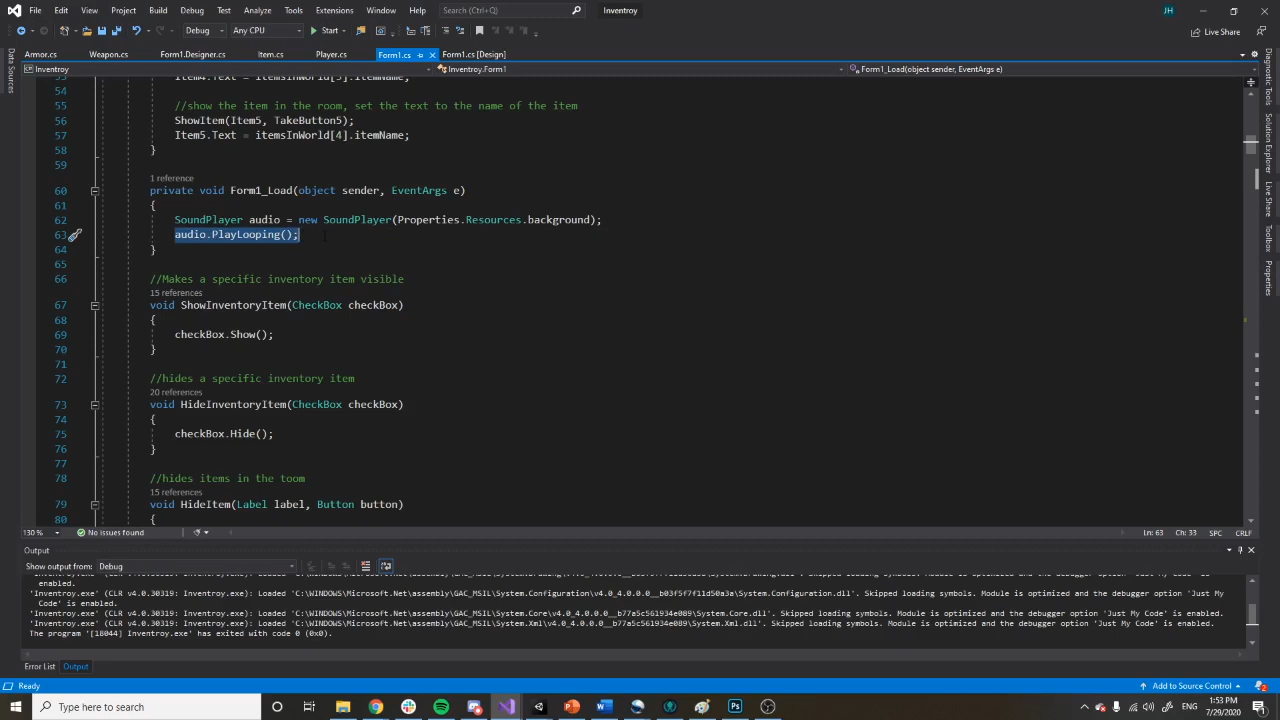 File Edit View Project Build Debug Test Analyze Tools Extensions Window Help Search (Ctrl+Q) Inventroy JH
Debug Any CPU Start Live Share
Armor.cs Weapon.cs Form1.Designer.cs Item.cs Player.cs Form1.cs Form1.cs [Design]
Inventroy Inventroy.Form1 Form1_Load(object sender, EventArgs e)
Data Sources
Diagnostic Tools
Solution Explorer
Toolbox
Properties
53 Item4.Text = itemsInWorld[3].itemName;
54
55 //show the item in the room, set the text to the name of the item
56 ShowItem(Item5, TakeButton5);
57 Item5.Text = itemsInWorld[4].itemName;
58 }
59
1 reference
60 private void Form1_Load(object sender, EventArgs e)
61 {
62 SoundPlayer audio = new SoundPlayer(Properties.Resources.background);
63 audio.PlayLooping();
64 }
65
66 //Makes a specific inventory item visible
15 references
67 void ShowInventoryItem(CheckBox checkBox)
68 {
69 checkBox.Show();
70 }
71
72 //hides a specific inventory item
20 references
73 void HideInventoryItem(CheckBox checkBox)
74 {
75 checkBox.Hide();
76 }
77
78 //hides items in the toom
15 references
79 void HideItem(Label label, Button button)
80 {
130 % No issues found Ln: 63 Ch: 33 SPC CRLF
Output
Show output from: Debug
enabled.
'Inventroy.exe' (CLR v4.0.30319: Inventroy.exe): Loaded 'C:\WINDOWS\Microsoft.Net\assembly\GAC_MSIL\System.Configuration\v4.0_4.0.0.0__b03f5f7f11d50a3a\System.Configuration.dll'. Skipped loading symbols. Module is optimized and the debugger option 'Just My
Code' is enabled.
'Inventroy.exe' (CLR v4.0.30319: Inventroy.exe): Loaded 'C:\WINDOWS\Microsoft.Net\assembly\GAC_MSIL\System.Core\v4.0_4.0.0.0__b77a5c561934e089\System.Core.dll'. Skipped loading symbols. Module is optimized and the debugger option 'Just My Code' is enabled.
'Inventroy.exe' (CLR v4.0.30319: Inventroy.exe): Loaded 'C:\WINDOWS\Microsoft.Net\assembly\GAC_MSIL\System.Xml\v4.0_4.0.0.0__b77a5c561934e089\System.Xml.dll'. Skipped loading symbols. Module is optimized and the debugger option 'Just My Code' is enabled.
The program '[18044] Inventroy.exe' has exited with code 0 (0x0).
Error List Output
Ready Add to Source Control 2
Type here to search 1:53 PM
7/29/2020